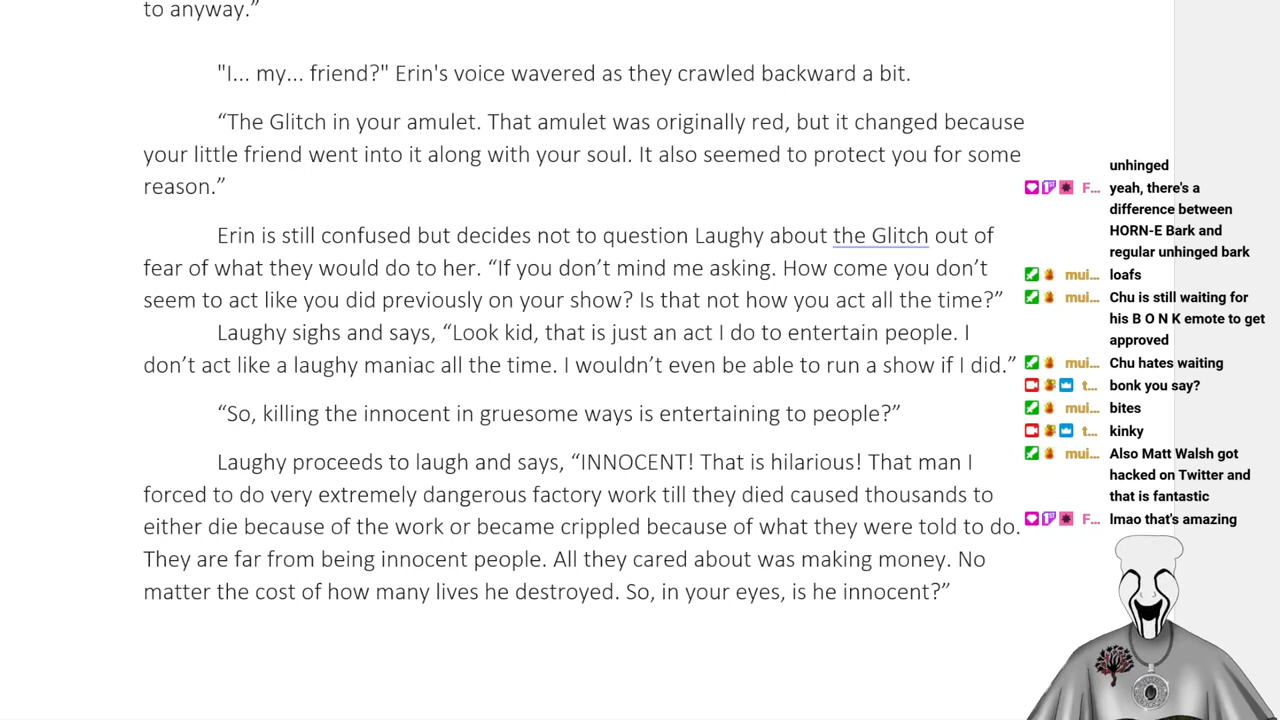 to anyway.”
"I... my... friend?" Erin's voice wavered as they crawled backward a bit.
“The Glitch in your amulet. That amulet was originally red, but it changed because
your little friend went into it along with your soul. It also seemed to protect you for some
reason.”
Erin is still confused but decides not to question Laughy about the Glitch out of
fear of what they would do to her. “If you don’t mind me asking. How come you don’t
seem to act like you did previously on your show? Is that not how you act all the time?”
Laughy sighs and says, “Look kid, that is just an act I do to entertain people. I
don’t act like a laughy maniac all the time. I wouldn’t even be able to run a show if I did.”
“So, killing the innocent in gruesome ways is entertaining to people?”
Laughy proceeds to laugh and says, “INNOCENT! That is hilarious! That man I
forced to do very extremely dangerous factory work till they died caused thousands to
either die because of the work or became crippled because of what they were told to do.
They are far from being innocent people. All they cared about was making money. No
matter the cost of how many lives he destroyed. So, in your eyes, is he innocent?”
unhinged
F... yeah, there's a
difference between
HORN-E Bark and
regular unhinged bark
mui... loafs
mui... Chu is still waiting for
his B O N K emote to get
approved
mui... Chu hates waiting
t... bonk you say?
mui... bites
t... kinky
mui... Also Matt Walsh got
hacked on Twitter and
that is fantastic
F... lmao that's amazing